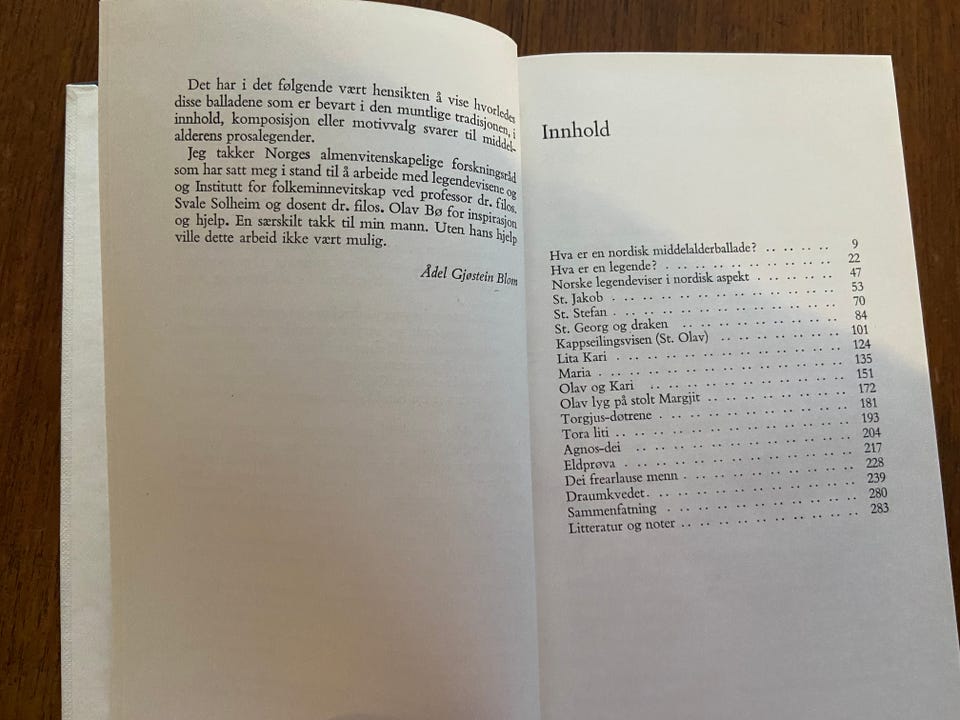 Det har i det følgende vært hensikten å vise hvorledes
disse balladene som er bevart i den muntlige tradisjonen, i
innhold, komposisjon eller motivvalg svarer til middel-
alderens prosalegender.
Jeg takker Norges almenvitenskapelige forskningsråd
som har satt meg i stand til å arbeide med legendevisene og
og Institutt for folkeminnevitskap ved professor dr. filos.
Svale Solheim og dosent dr. filos. Olav Bø for inspirasjon
og hjelp. En særskilt takk til min mann. Uten hans hjelp
ville dette arbeid ikke vært mulig.
Ådel Gjøstein Blom
Innhold
Hva er en nordisk middelalderballade? .. .. .. .. 9
Hva er en legende? . .. .. .. .. .. .. .. .. 22
Norske legendeviser i nordisk aspekt .. .. .. .. .. 47
St. Jakob . .. .. .. .. .. .. .. .. .. .. 53
St. Stefan . .. .. .. .. .. .. .. .. .. .. 70
St. Georg og draken .. .. .. .. .. .. .. .. 84
Kappseilingsvisen (St. Olav) .. .. .. .. .. .. .. 101
Lita Kari . .. .. .. .. .. .. .. .. .. .. 124
Maria . .. .. .. .. .. .. .. .. .. .. .. 135
Olav og Kari .. .. .. .. .. .. .. .. .. .. 151
Olav lyg på stolt Margjit .. .. .. .. .. .. .. .. 172
Torgjus-døtrene . .. .. .. .. .. .. .. .. .. 181
Tora liti .. .. .. .. .. .. .. .. .. .. .. 193
Agnos-dei .. .. .. .. .. .. .. .. .. .. 204
Eldprøva . .. .. .. .. .. .. .. .. .. .. 217
Dei frearlause menn . .. .. .. .. .. .. .. .. 228
Draumkvedet. .. .. .. .. .. .. .. .. .. .. 239
Sammenfatning . .. .. .. .. .. .. .. .. .. 280
Litteratur og noter .. .. .. .. .. .. .. .. .. 283